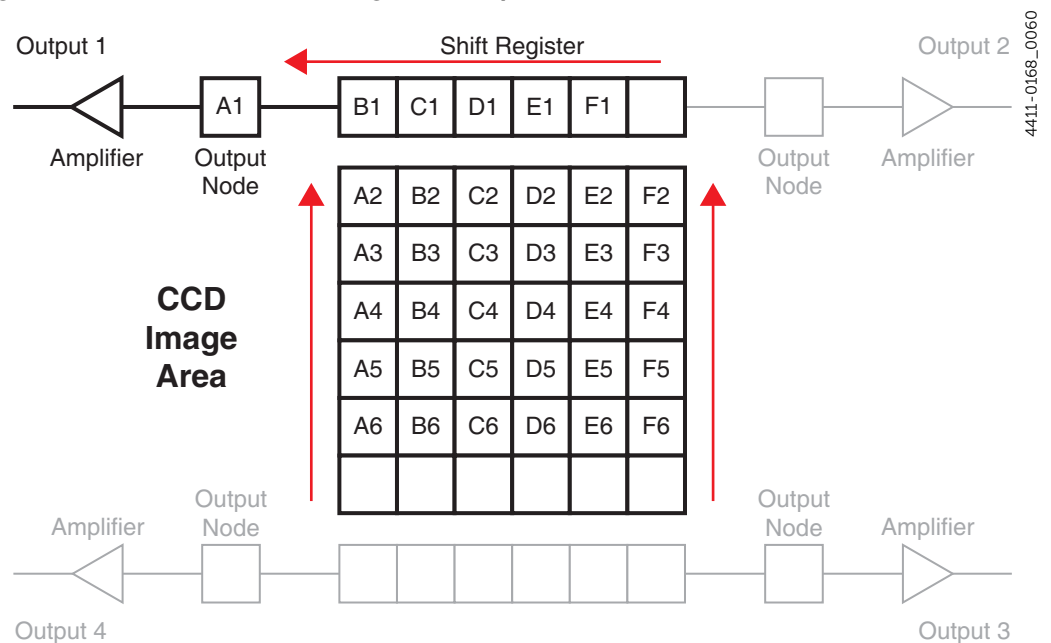 Output 1
Shift Register
Output 2
4411-0168_0060
A1
B1 C1 D1 E1 F1
Amplifier
Output
Node
Output
Node
Amplifier
A2 B2 C2 D2 E2 F2
A3 B3 C3 D3 E3 F3
CCD
Image
Area
A4 B4 C4 D4 E4 F4
A5 B5 C5 D5 E5 F5
A6 B6 C6 D6 E6 F6
Amplifier
Output
Node
Output
Node
Amplifier
Output 4
Output 3